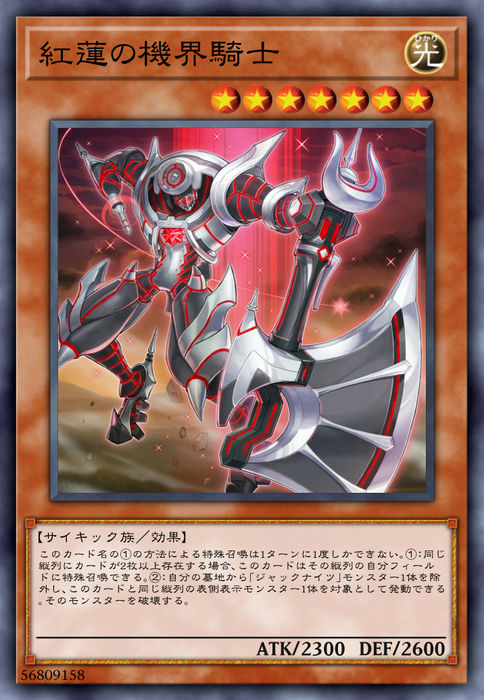 紅蓮の機界騎士
ひかり
光
【サイキック族／効果】
このカード名の①の方法による特殊召喚は1ターンに1度しかできない。①:同じ
縦列にカードが2枚以上存在する場合、このカードはその縦列の自分フィール
ドに特殊召喚できる。②:自分の墓地から「ジャックナイツ」モンスター1体を除
外し、このカードと同じ縦列の表側表示モンスター1体を対象として発動できる
。そのモンスターを破壊する。
ATK/2300 DEF/2600
56809158